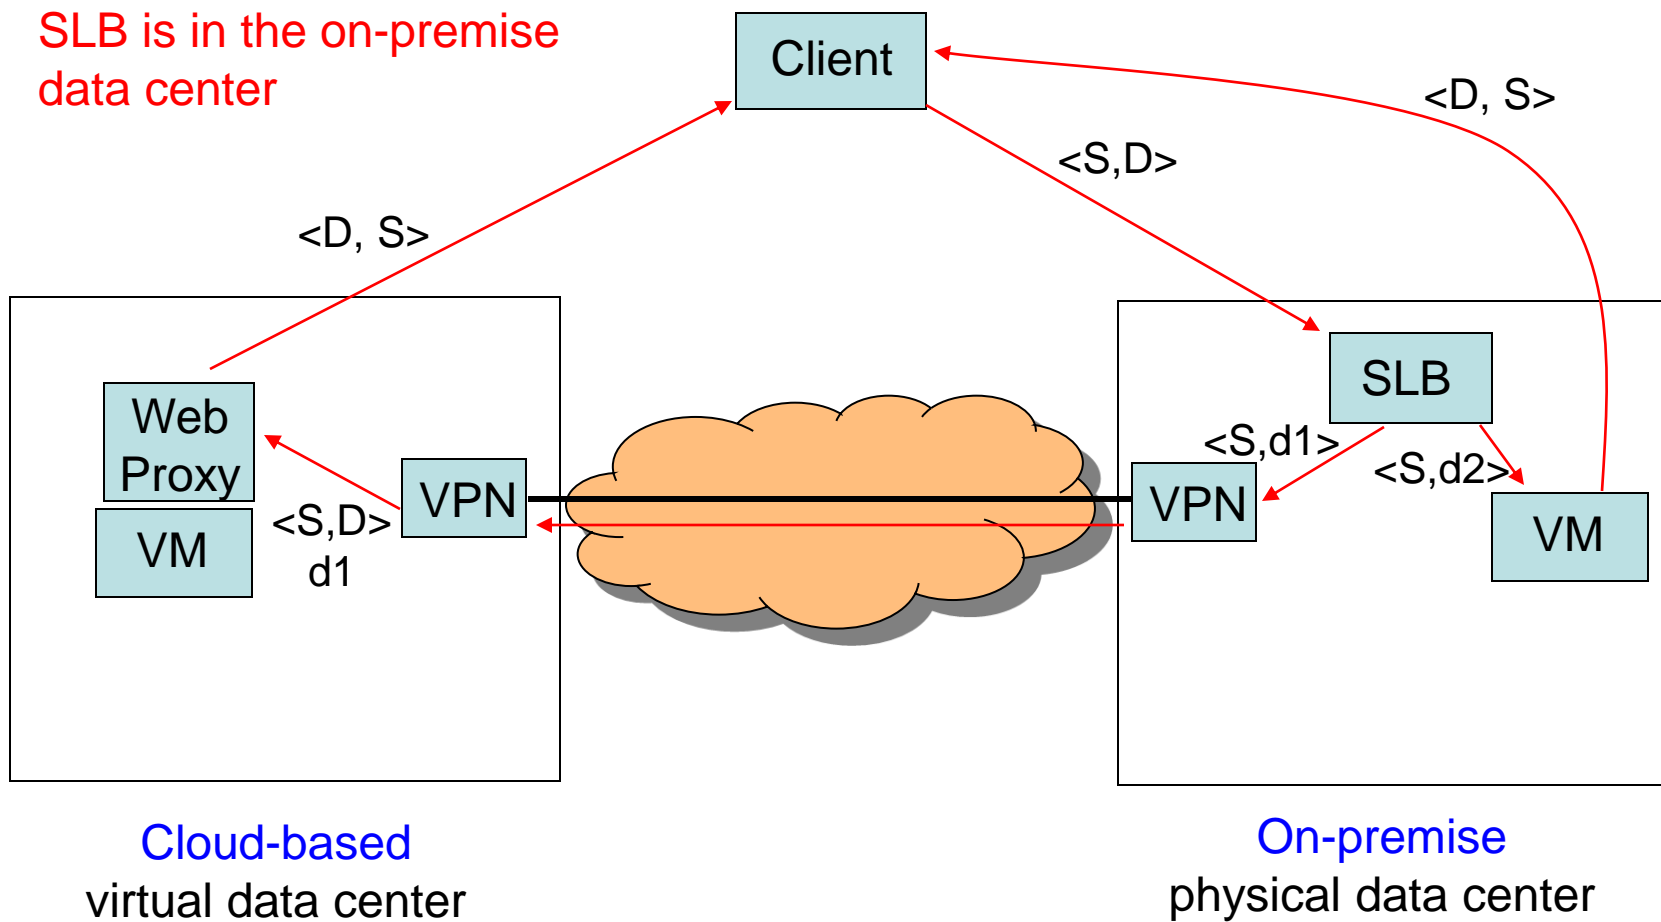 SLB is in the on-premise
data center
Client
<D, S>
<S,D>
<D, S>
SLB
Web
Proxy
VM
<S,D>
d1
VPN
VPN
<S,d1>
<S,d2>
VM
Cloud-based
virtual data center
On-premise
physical data center